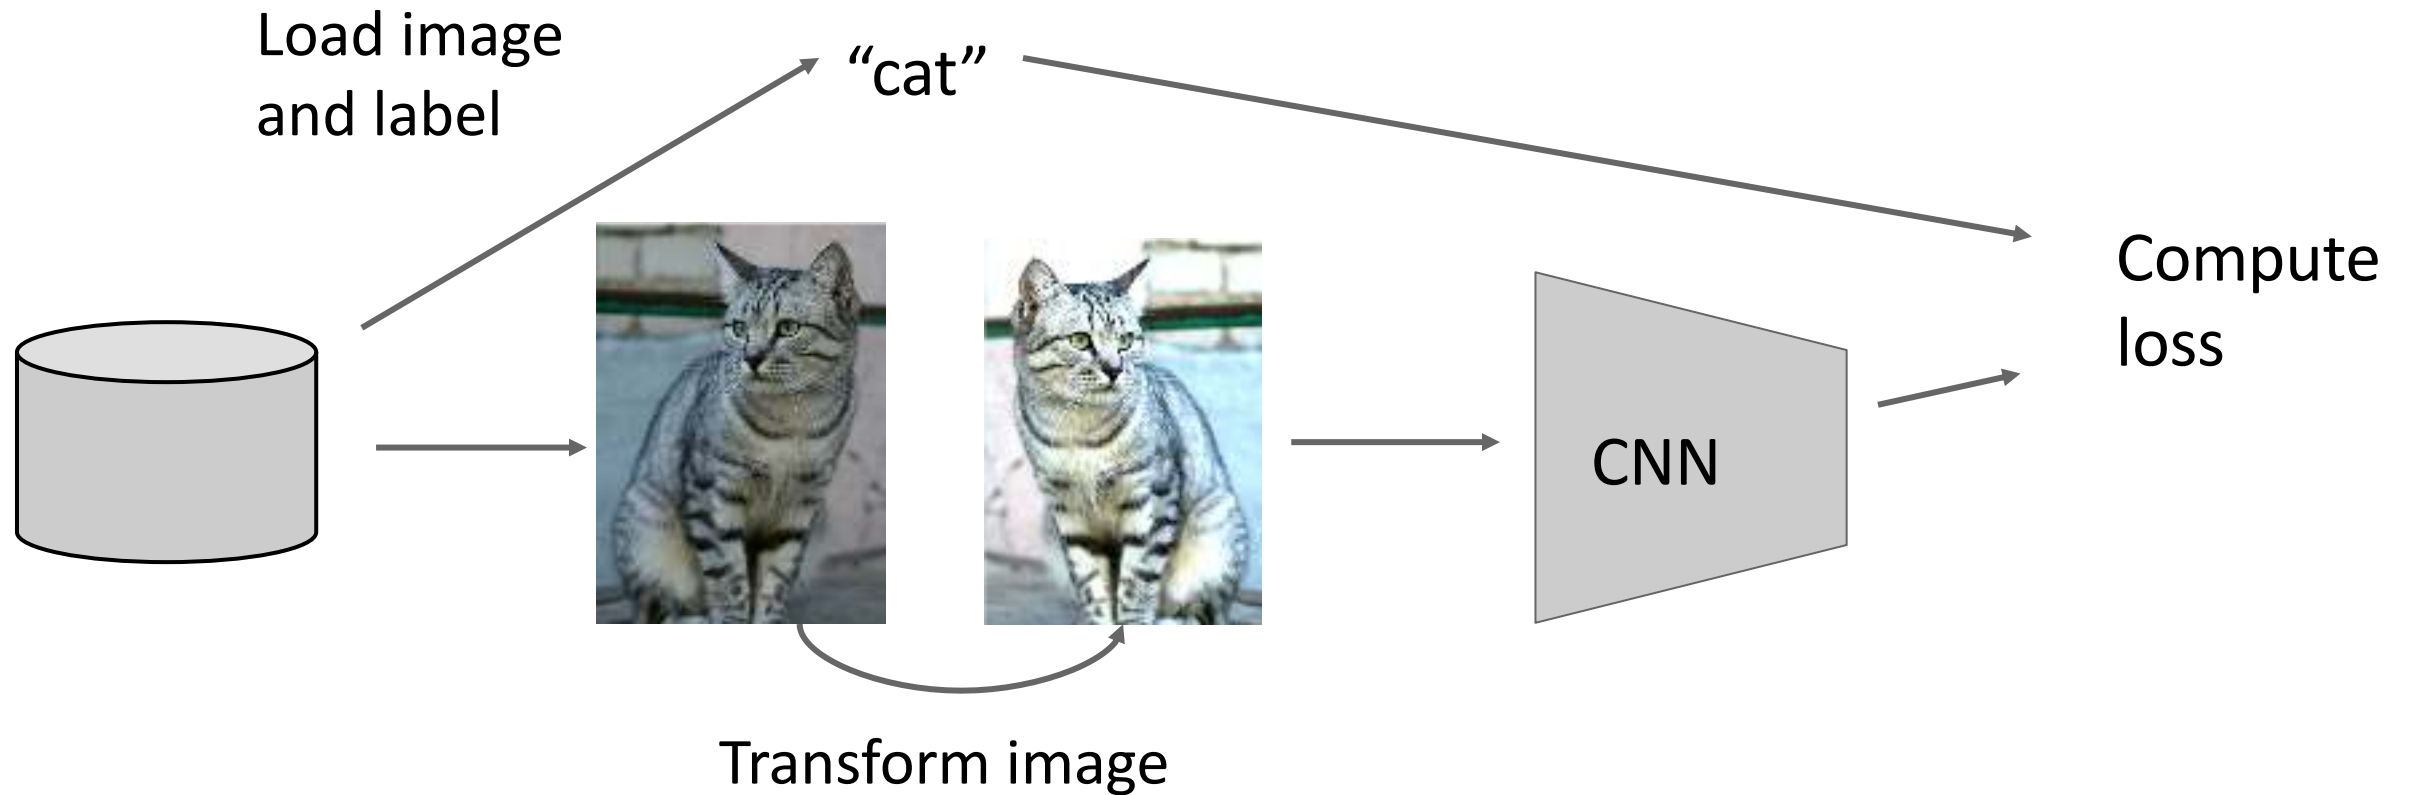 Load image
and label
“cat”
Compute
loss
CNN
Transform image